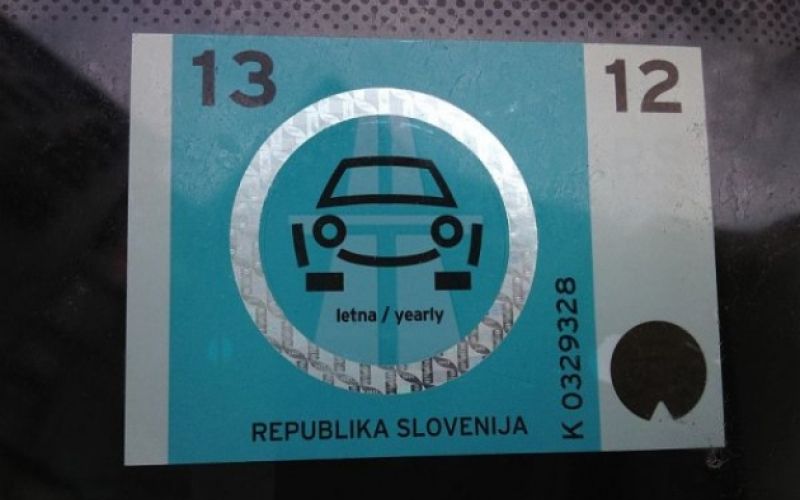 13
12
letna / yearly
K 0329328
REPUBLIKA SLOVENIJA